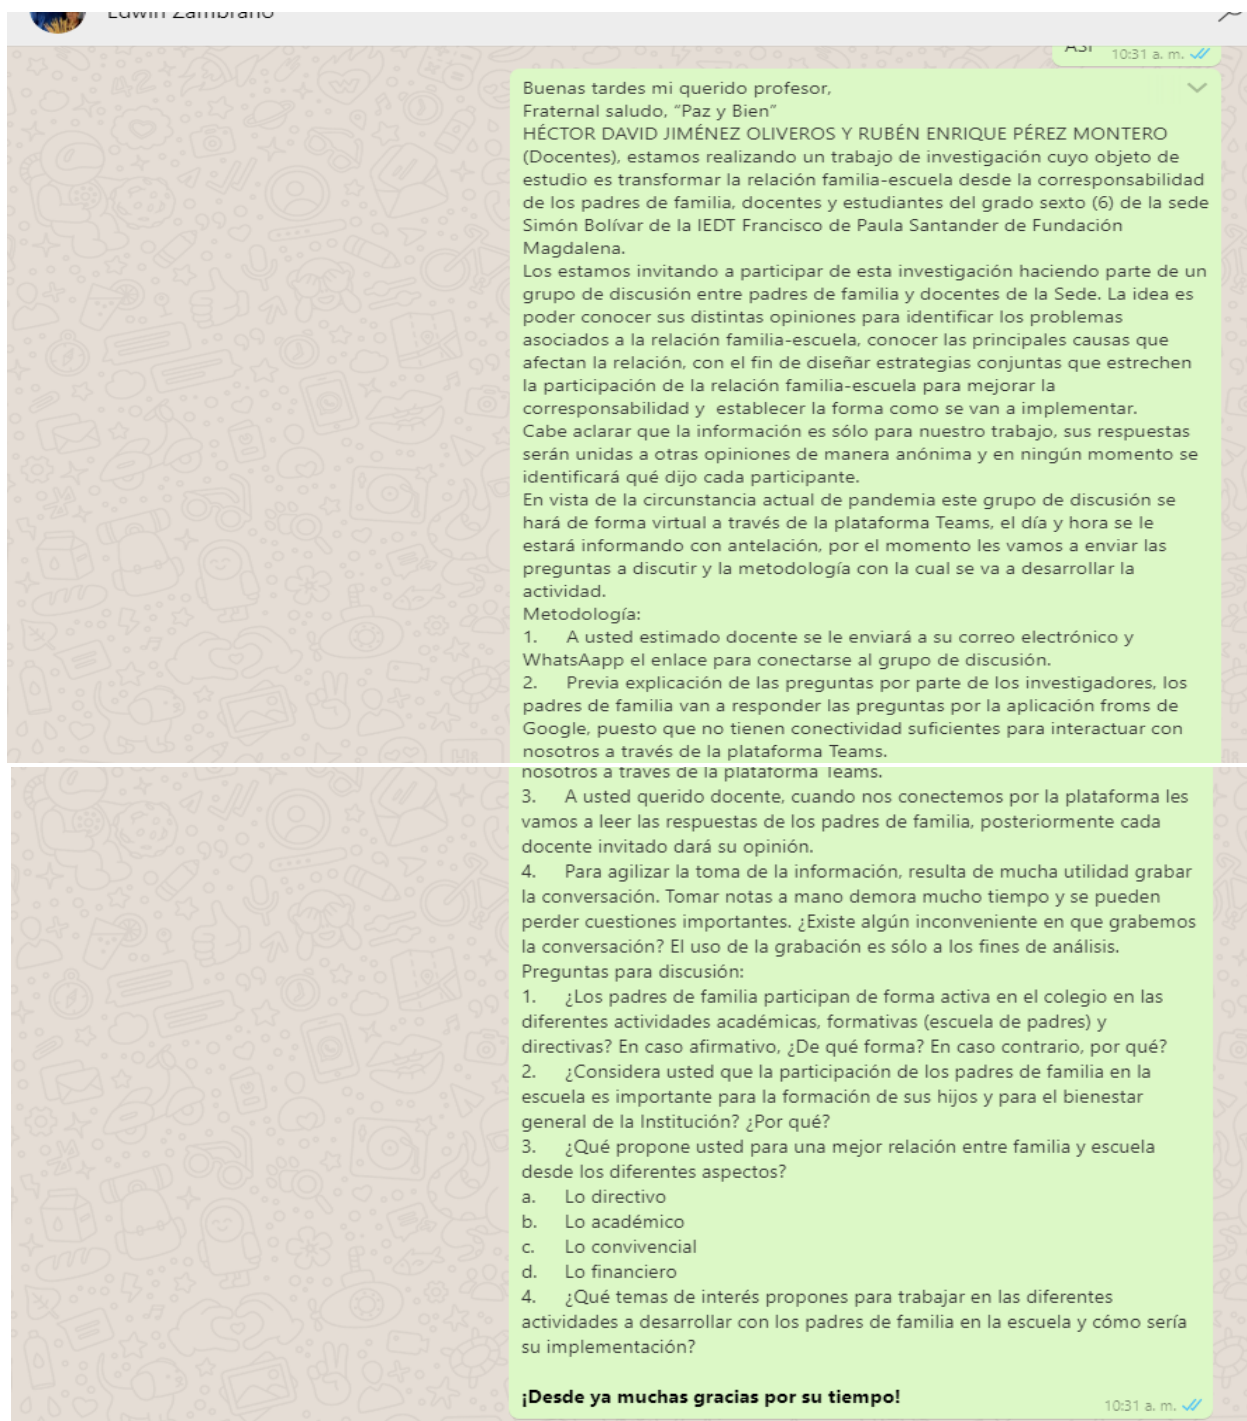 Edwin Zambrano
ASI
10:31 a. m.
Buenas tardes mi querido profesor,
Fraternal saludo, “Paz y Bien”
HÉCTOR DAVID JIMÉNEZ OLIVEROS Y RUBÉN ENRIQUE PÉREZ MONTERO
(Docentes), estamos realizando un trabajo de investigación cuyo objeto de
estudio es transformar la relación familia-escuela desde la corresponsabilidad
de los padres de familia, docentes y estudiantes del grado sexto (6) de la sede
Simón Bolívar de la IEDT Francisco de Paula Santander de Fundación
Magdalena.
Los estamos invitando a participar de esta investigación haciendo parte de un
grupo de discusión entre padres de familia y docentes de la Sede. La idea es
poder conocer sus distintas opiniones para identificar los problemas
asociados a la relación familia-escuela, conocer las principales causas que
afectan la relación, con el fin de diseñar estrategias conjuntas que estrechen
la participación de la relación familia-escuela para mejorar la
corresponsabilidad y  establecer la forma como se van a implementar.
Cabe aclarar que la información es sólo para nuestro trabajo, sus respuestas
serán unidas a otras opiniones de manera anónima y en ningún momento se
identificará qué dijo cada participante.
En vista de la circunstancia actual de pandemia este grupo de discusión se
hará de forma virtual a través de la plataforma Teams, el día y hora se le
estará informando con antelación, por el momento les vamos a enviar las
preguntas a discutir y la metodología con la cual se va a desarrollar la
actividad.
Metodología:
1. A usted estimado docente se le enviará a su correo electrónico y
WhatsAapp el enlace para conectarse al grupo de discusión.
2. Previa explicación de las preguntas por parte de los investigadores, los
padres de familia van a responder las preguntas por la aplicación froms de
Google, puesto que no tienen conectividad suficientes para interactuar con
nosotros a través de la plataforma Teams.
nosotros a través de la plataforma Teams.
3. A usted querido docente, cuando nos conectemos por la plataforma les
vamos a leer las respuestas de los padres de familia, posteriormente cada
docente invitado dará su opinión.
4. Para agilizar la toma de la información, resulta de mucha utilidad grabar
la conversación. Tomar notas a mano demora mucho tiempo y se pueden
perder cuestiones importantes. ¿Existe algún inconveniente en que grabemos
la conversación? El uso de la grabación es sólo a los fines de análisis.
Preguntas para discusión:
1. ¿Los padres de familia participan de forma activa en el colegio en las
diferentes actividades académicas, formativas (escuela de padres) y
directivas? En caso afirmativo, ¿De qué forma? En caso contrario, por qué?
2. ¿Considera usted que la participación de los padres de familia en la
escuela es importante para la formación de sus hijos y para el bienestar
general de la Institución? ¿Por qué?
3. ¿Qué propone usted para una mejor relación entre familia y escuela
desde los diferentes aspectos?
a. Lo directivo
b. Lo académico
c. Lo convivencial
d. Lo financiero
4. ¿Qué temas de interés propones para trabajar en las diferentes
actividades a desarrollar con los padres de familia en la escuela y cómo sería
su implementación?
¡Desde ya muchas gracias por su tiempo!
10:31 a. m.